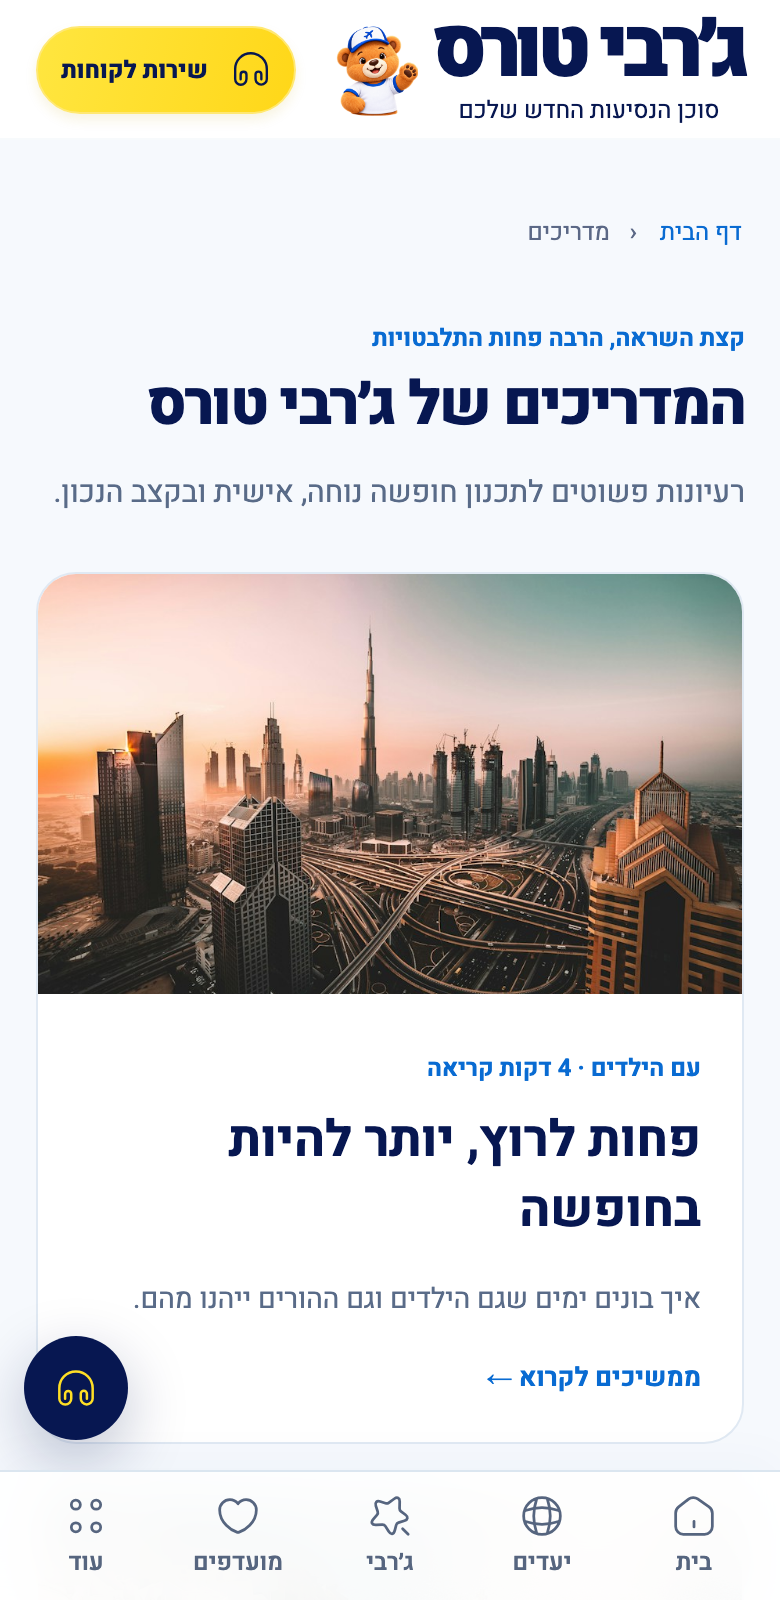 ג׳רבי טורס
סוכן הנסיעות החדש שלכם
שירות לקוחות
דף הבית › מדריכים
קצת השראה, הרבה פחות התלבטויות
המדריכים של ג׳רבי טורס
רעיונות פשוטים לתכנון חופשה נוחה, אישית ובקצב הנכון.
עם הילדים · 4 דקות קריאה
פחות לרוץ, יותר להיות
בחופשה
איך בונים ימים שגם הילדים וגם ההורים ייהנו מהם.
ממשיכים לקרוא ←
בית
יעדים
ג׳רבי
מועדפים
עוד